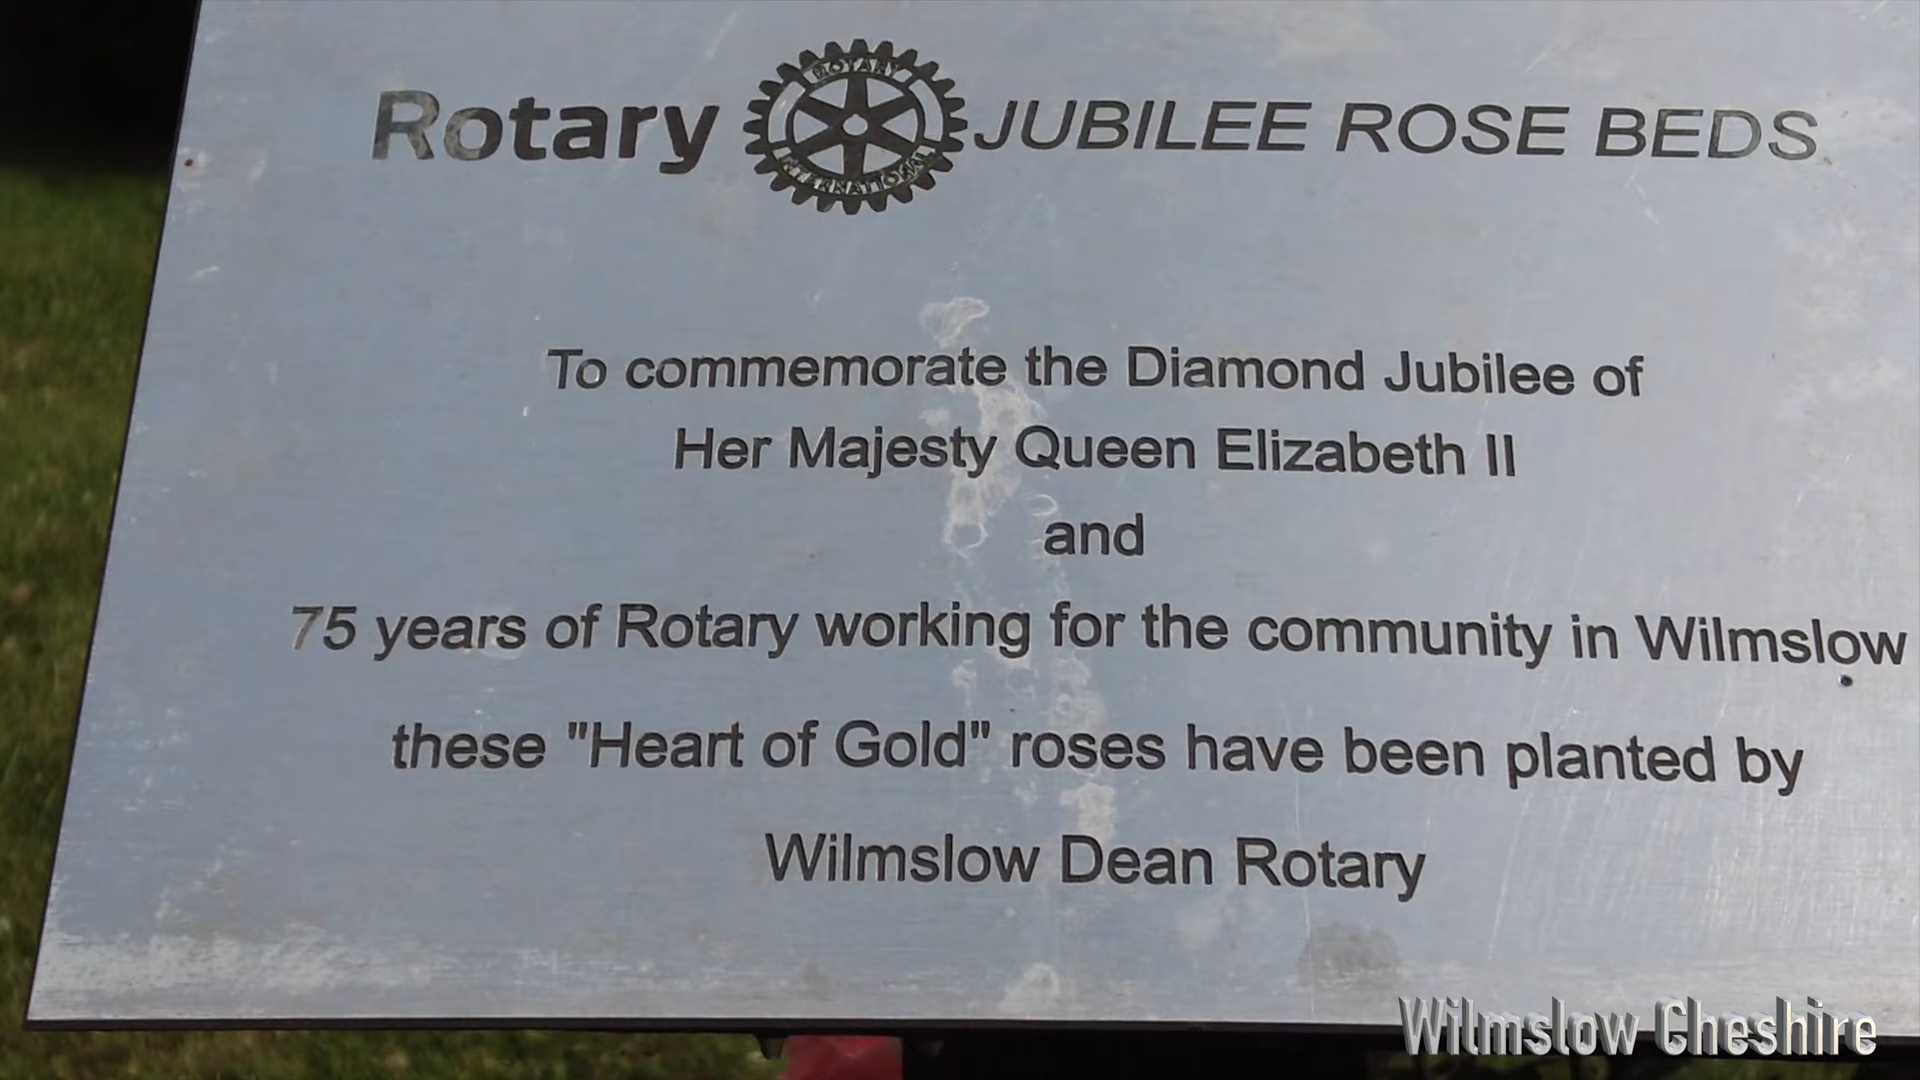 Rotary ROTARY INTERNATIONAL JUBILEE ROSE BEDS
To commemorate the Diamond Jubilee of
Her Majesty Queen Elizabeth II
and
75 years of Rotary working for the community in Wilmslow
these "Heart of Gold" roses have been planted by
Wilmslow Dean Rotary
Wilmslow Cheshire